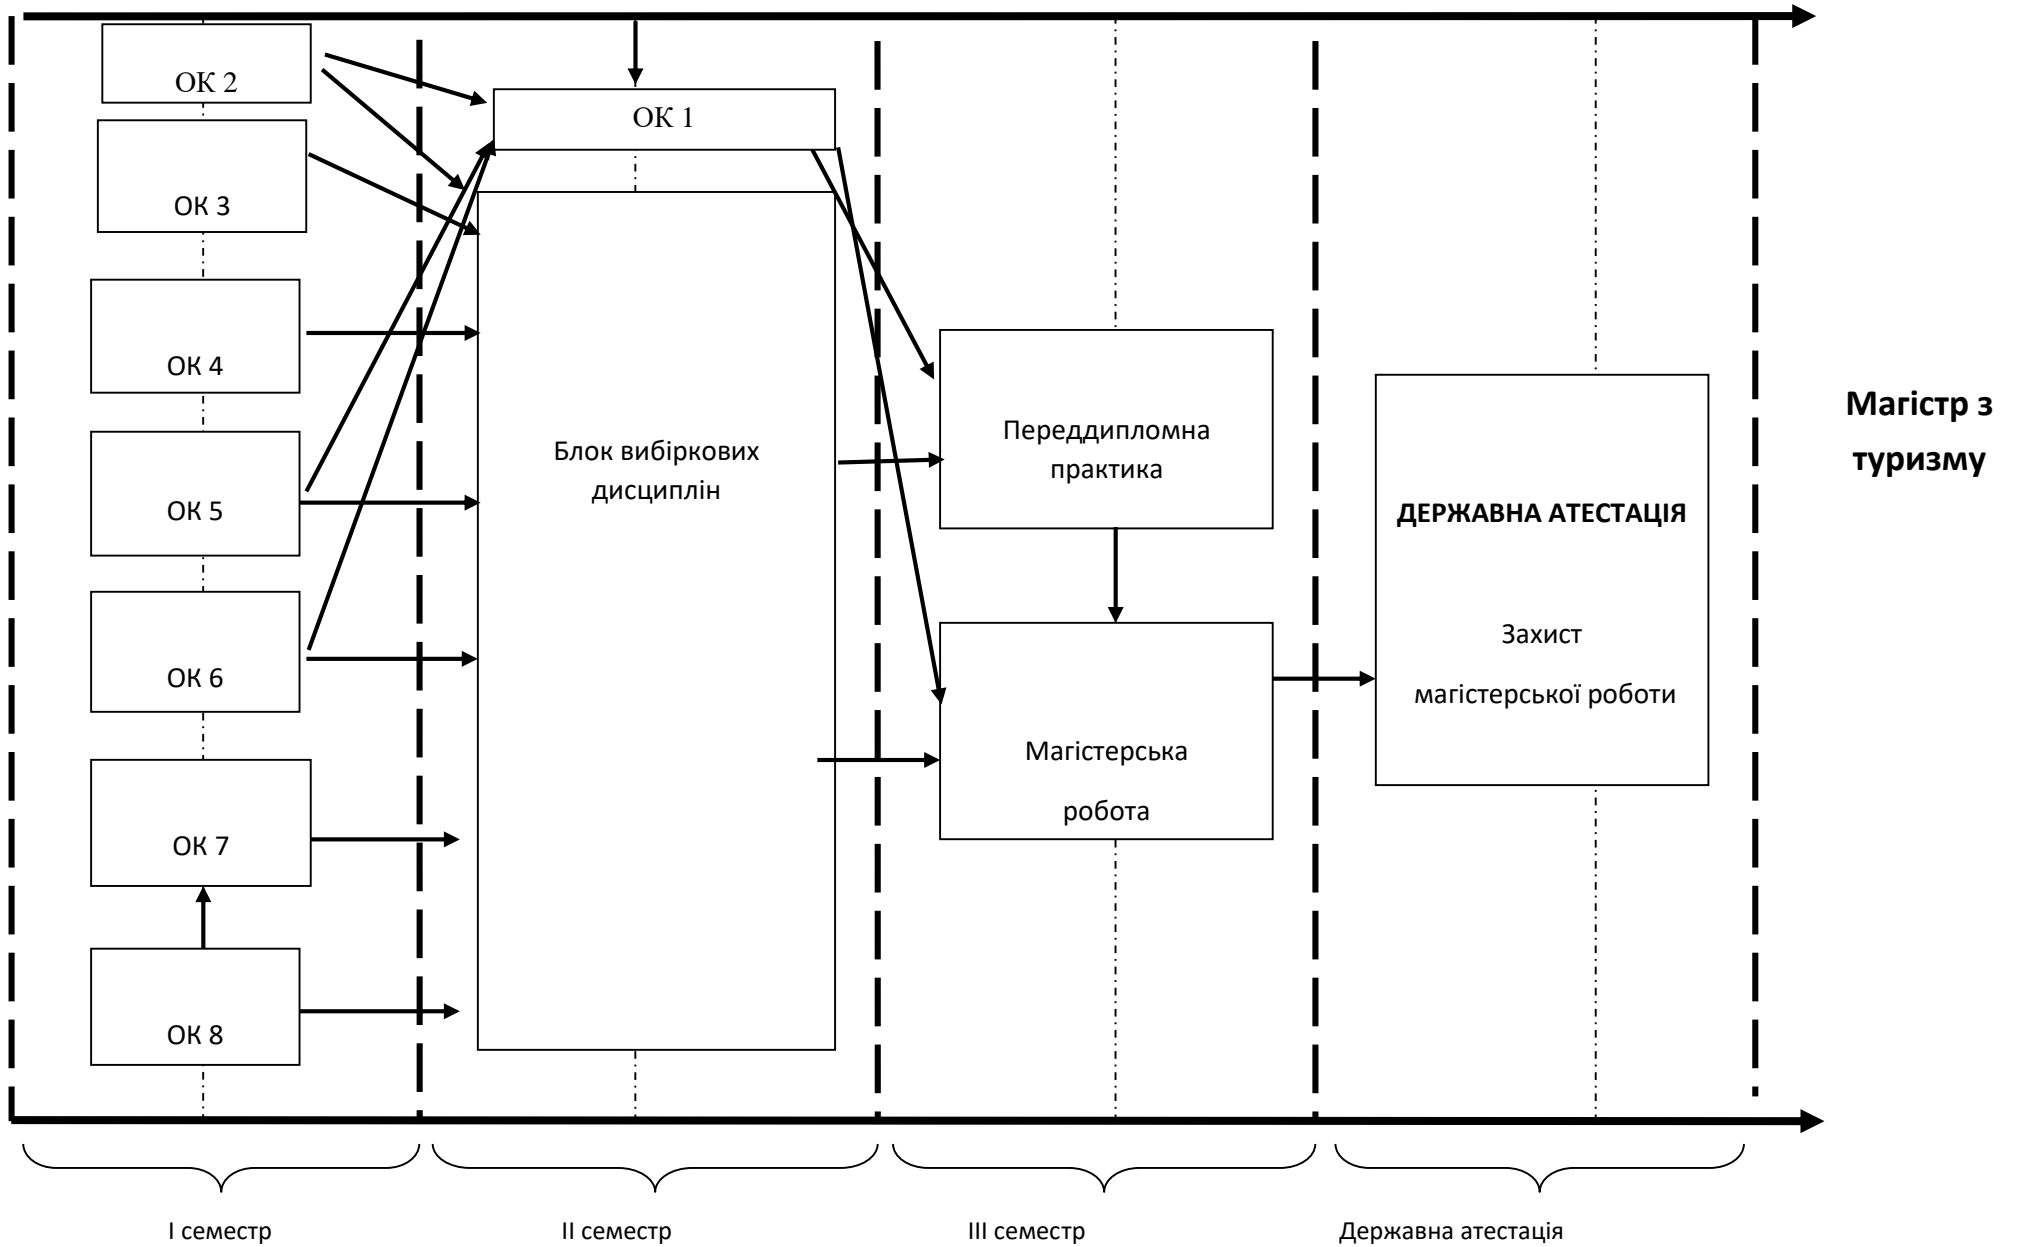 ОК 2
ОК 1
ОК 3
ОК 4
ОК 5
ОК 6
ОК 7
ОК 8
Блок вибіркових
дисциплін
Переддипломна
практика
Магістерська
робота
ДЕРЖАВНА АТЕСТАЦІЯ
Захист
магістерської роботи
Магістр з
туризму
І семестр
ІІ семестр
ІІІ семестр
Державна атестація